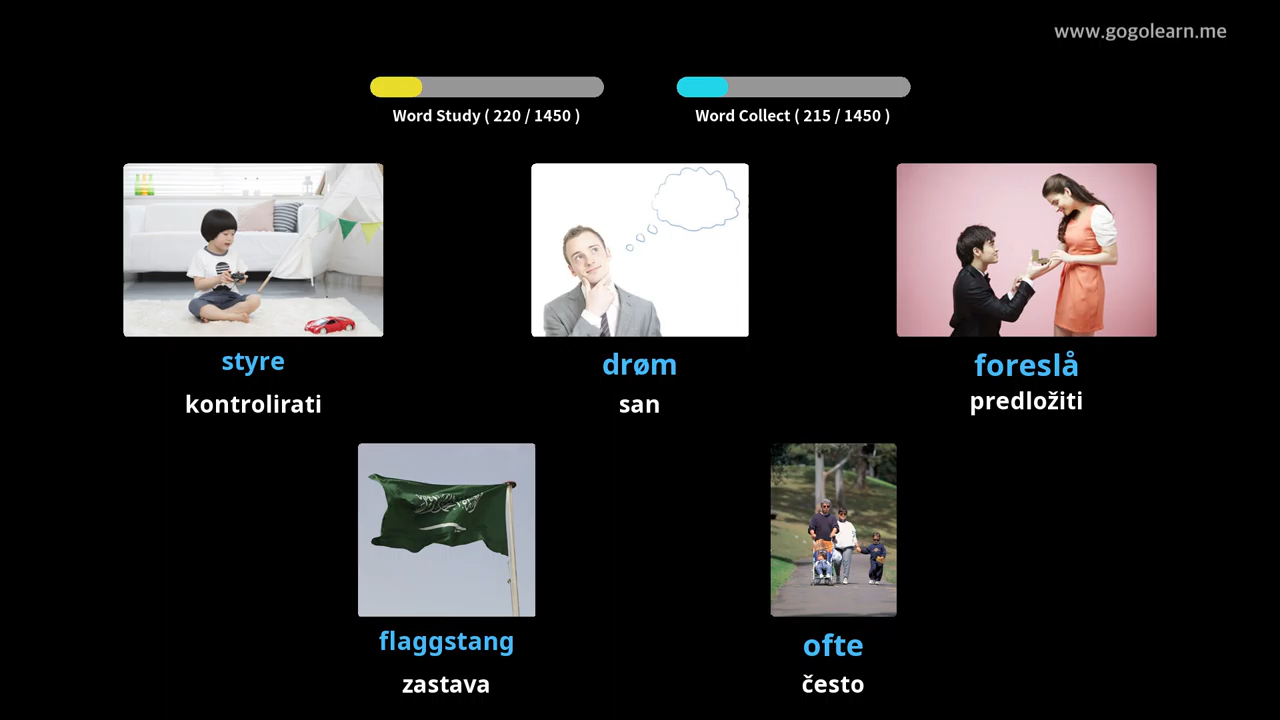 www.gogolearn.me
Word Study ( 220 / 1450 )
Word Collect ( 215 / 1450 )
styre
drøm
foreslå
kontrolirati
san
predložiti
flaggstang
ofte
zastava
često